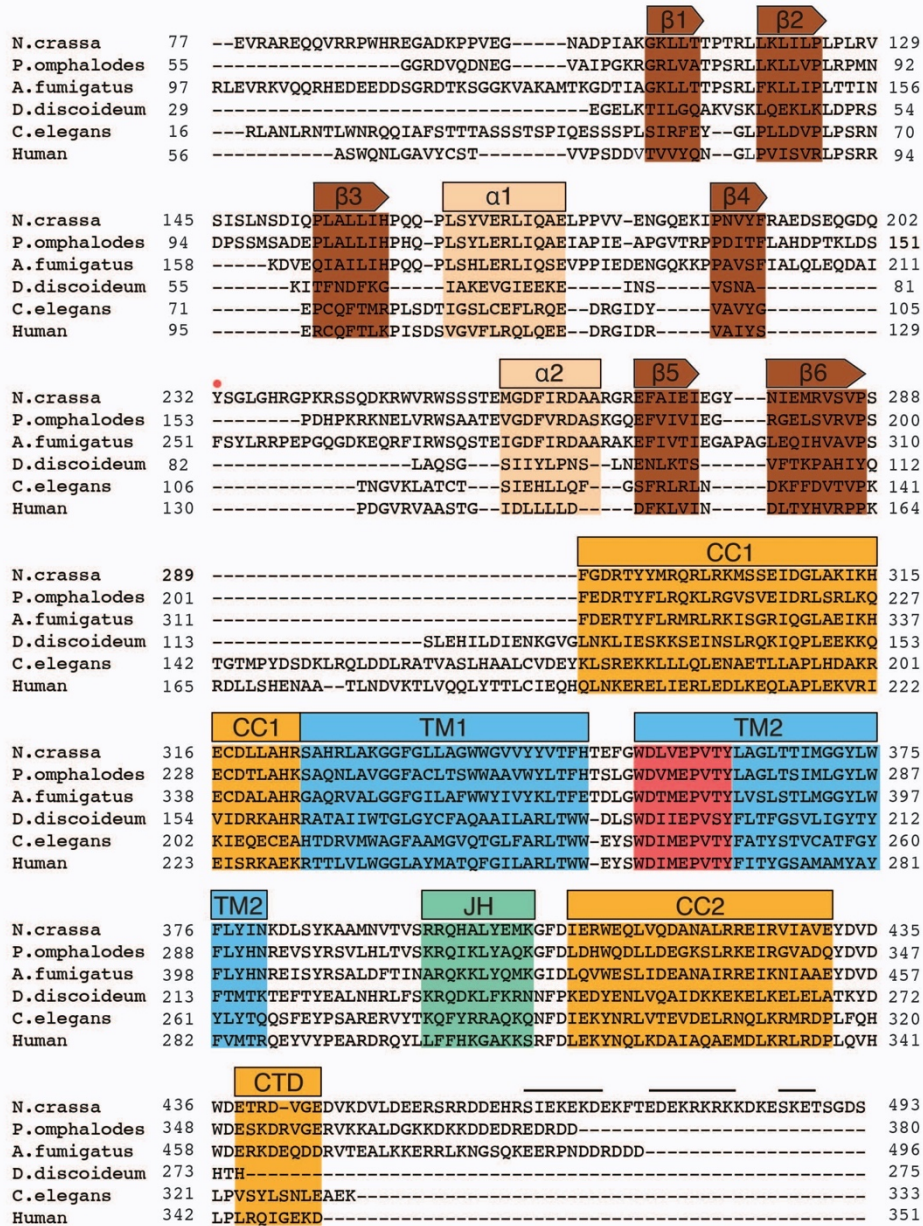 β1 β2
N.crassa 77 --EVRAREQQVRRPWHREGADKPPVEG-----NADPIAKGKLLTTPTRLLKLILPLPLRV 129
P.omphalodes 55 -----------------GGRDVQDNEG-----VAIPGKRGRLVATPSRLLKLLVPLRPMN 92
A.fumigatus 97 RLEVRKVQQRHEDEEDDSGRDTKSGGKVAKAMTKGDTIAGKLLTTPSRLFKLLIPLTTIN 156
D.discoideum 29 ----------------------------------EGELKTILGQAKVSKLQEKLKLDPRS 54
C.elegans 16 ---RLANLRNTLWNRQQIAFSTTTASSSTSPIQESSSPLSIRFEY--GLPLLDVPLPSRN 70
Human 56 -----------ASWQNLGAVYCST------VVPSDDVTVVYQN--GLPVISVRLPSRR 94
β3 α1 β4
N.crassa 145 SISLNSDIQPLALLIHPQQ-PLSYVERLIQAELPPVV-ENGQEKIPNVYFRAEDSEQGDQ 202
P.omphalodes 94 DPSSMSADEPLALLIHPHQ-PLSYLERLIQAEIAPIE-APGVTRPPDITFLAHDPTKLDS 151
A.fumigatus 158 -----KDVEQIAILIHPQQ-PLSHLERLIQSEVPPIEDENGQKKPPAVSFIALQLEQDAI 211
D.discoideum 55 -------KITFNDFKG-----IAKEVGIEEKE----INS-----VSNA------------ 81
C.elegans 71 --------EPCQFTMRPLSDTIGSLCEFLRQE--DRGIDY----VAVYG----------- 105
Human 95 --------ERCQFTLKPISDSVGVFLRQLQEE--DRGIDR----VAIYS----------- 129
α2 β5 β6
N.crassa 232 YSGLGHRGPKRSSQDKRWVRWSSSTEMGDFIRDAARGREFAIEIEGY---NIEMRVSVPS 288
P.omphalodes 153 --------PDHPKRKNELVRWSAATEVGDFVRDASKGQEFVIVIEG----RGELSVRVPS 200
A.fumigatus 251 FSYLRRPEPGQGDKEQRFIRWSQSTEIGDFIRDAARAKEFIVTIEGAPAGLEQIHVAVPS 310
D.discoideum 82 ------------------LAQSG---SIIYLPNS--LNENLKTS------VFTKPAHIYQ 112
C.elegans 106 -------------TNGVKLATCT---SIEHLLQF---GSFRLRLN-----DKFFDVTVPK 141
Human 130 -------------PDGVRVAASTG---IDLLLLD----DFKLVIN-----DLTYHVRPPK 164
CC1
N.crassa 289 ---------------------------------FGDRTYYMRQRLRKMSSEIDGLAKIKH 315
P.omphalodes 201 ---------------------------------FEDRTYFLRQKLRGVSVEIDRLSRLKQ 227
A.fumigatus 311 ---------------------------------FDERTYFLRMRLRKISGRIQGLAEIKH 337
D.discoideum 113 -------------------SLEHILDIENKGVGLNKLIESKKSEINSLRQKIQPLEEKKQ 153
C.elegans 142 TGTMPYDSDKLRQLDDLRATVASLHAALCVDEYKLSREKKLLLQLENAETLLAPLHDAKR 201
Human 165 RDLLSHENAA--TLNDVKTLVQQLYTTLCIEQHQLNKERELIERLEDLKEQLAPLEKVRI 222
CC1 TM1 TM2
N.crassa 316 ECDLLAHRSAHRLAKGGFGLLAGWWGVVYYVTFHTEFGWDLVEPVTYLAGLTTIMGGYLW 375
P.omphalodes 228 ECDTLAHKSAQNLAVGGFACLTSWWAAVWYLTFHTSLGWDVMEPVTYLAGLTSIMLGYLW 287
A.fumigatus 338 ECDALAHRGAQRVALGGFGILAFWWYIVYKLTFETDLGWDTMEPVTYLVSLSTLMGGYLW 397
D.discoideum 154 VIDRKAHRRATAIIWTGLGYCFAQAAILARLTWW-DLSWDIIEPVSYFLTFGSVLIGYTY 212
C.elegans 202 KIEQECEAHTDRVMWAGFAAMGVQTGLFARLTWW-EYSWDIMEPVTYFATYSTVCATFGY 260
Human 223 EISRKAEKRTTLVLWGGLAYMATQFGILARLTWW-EYSWDIMEPVTYFITYGSAMAMYAY 281
TM2 JH CC2
N.crassa 376 FLYINKDLSYKAAMNVTVSRRQHALYEMKGFDIERWEQLVQDANALRREIRVIAVEYDVD 435
P.omphalodes 288 FLYHNREVSYRSVLHLTVSKRQIKLYAQKGFDLDHWQDLLDEGKSLRKEIRGVADQYDVD 347
A.fumigatus 398 FLYHNREISYRSALDFTINARQKKLYQMKGIDLQVWESLIDEANAIRREIKNIAAEYDVD 457
D.discoideum 213 FTMTKTEFTYEALNHRLFSKRQDKLFKRNNFPKEDYENLVQAIDKKEKELKELELATKYD 272
C.elegans 261 YLYTQQSFEYPSARERVYTKQFYRRAQKQNFDIEKYNRLVTEVDELRNQLKRMRDPLFQH 320
Human 282 FVMTRQEYVYPEARDRQYLLFFHKGAKKSRFDLEKYNQLKDAIAQAEMDLKRLRDPLQVH 341
CTD
N.crassa 436 WDETRD-VGEDVKDVLDEERSRRDDEHRSIEKEKDEKFTEDEKRKRKKDKESKETSGDS 493
P.omphalodes 348 WDESKDRVGERVKKALDGKKDKKDDEDREDRDD-------------------------- 380
A.fumigatus 458 WDERKDEQDDRVTEALKKERRLKNGSQKEERPNDDRDDD-------------------- 496
D.discoideum 273 HTH-------------------------------------------------------- 275
C.elegans 321 LPVSYLSNLEAEK---------------------------------------------- 333
Human 342 LPLRQIGEKD------------------------------------------------- 351